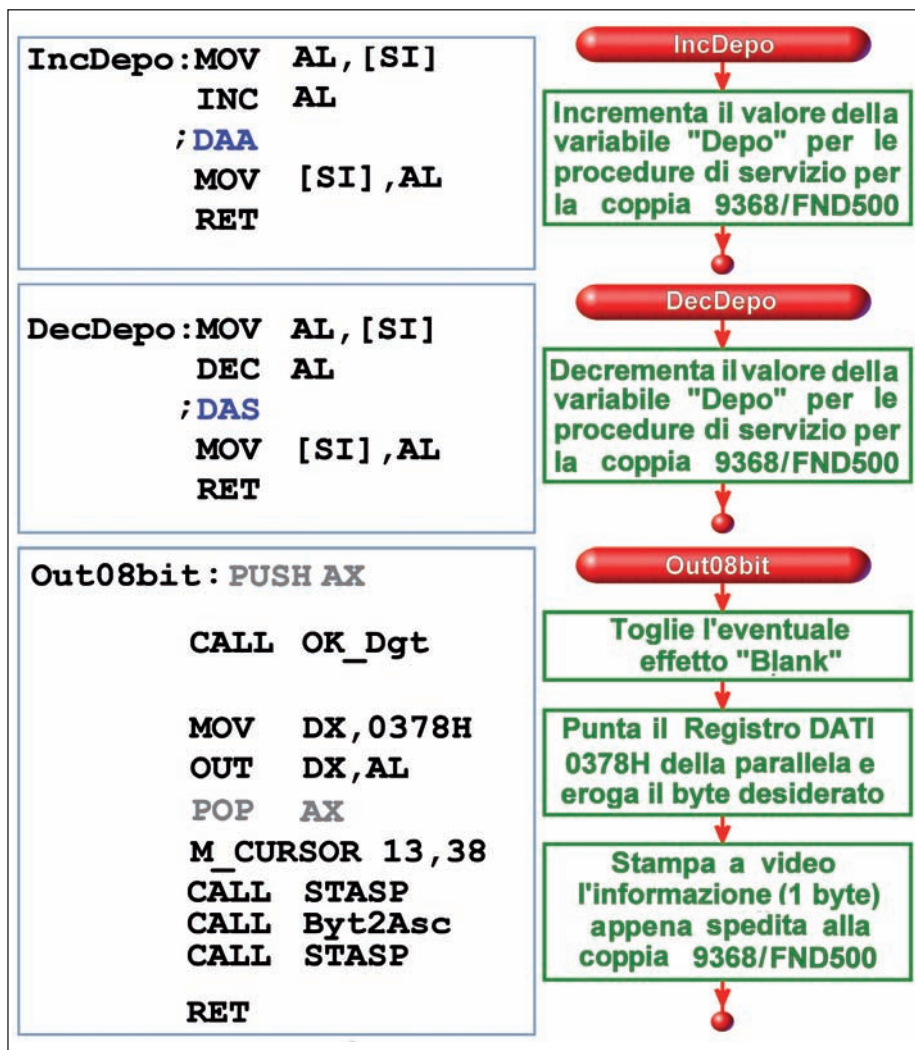 IncDepo:MOV AL,[SI]
INC AL
;DAA
MOV [SI],AL
RET
IncDepo
Incrementa il valore della
variabile "Depo" per le
procedure di servizio per
la coppia 9368/FND500
DecDepo:MOV AL,[SI]
DEC AL
;DAS
MOV [SI],AL
RET
DecDepo
Decrementa il valore della
variabile "Depo" per le
procedure di servizio per
la coppia 9368/FND500
Out08bit:PUSH AX
CALL OK_Dgt
MOV DX,0378H
OUT DX,AL
POP AX
M_CURSOR 13,38
CALL STASP
CALL Byt2Asc
CALL STASP
RET
Out08bit
Toglie l'eventuale
effetto "Blank"
Punta il Registro DATI
0378H della parallela e
eroga il byte desiderato
Stampa a video
l'informazione (1 byte)
appena spedita alla
coppia 9368/FND500